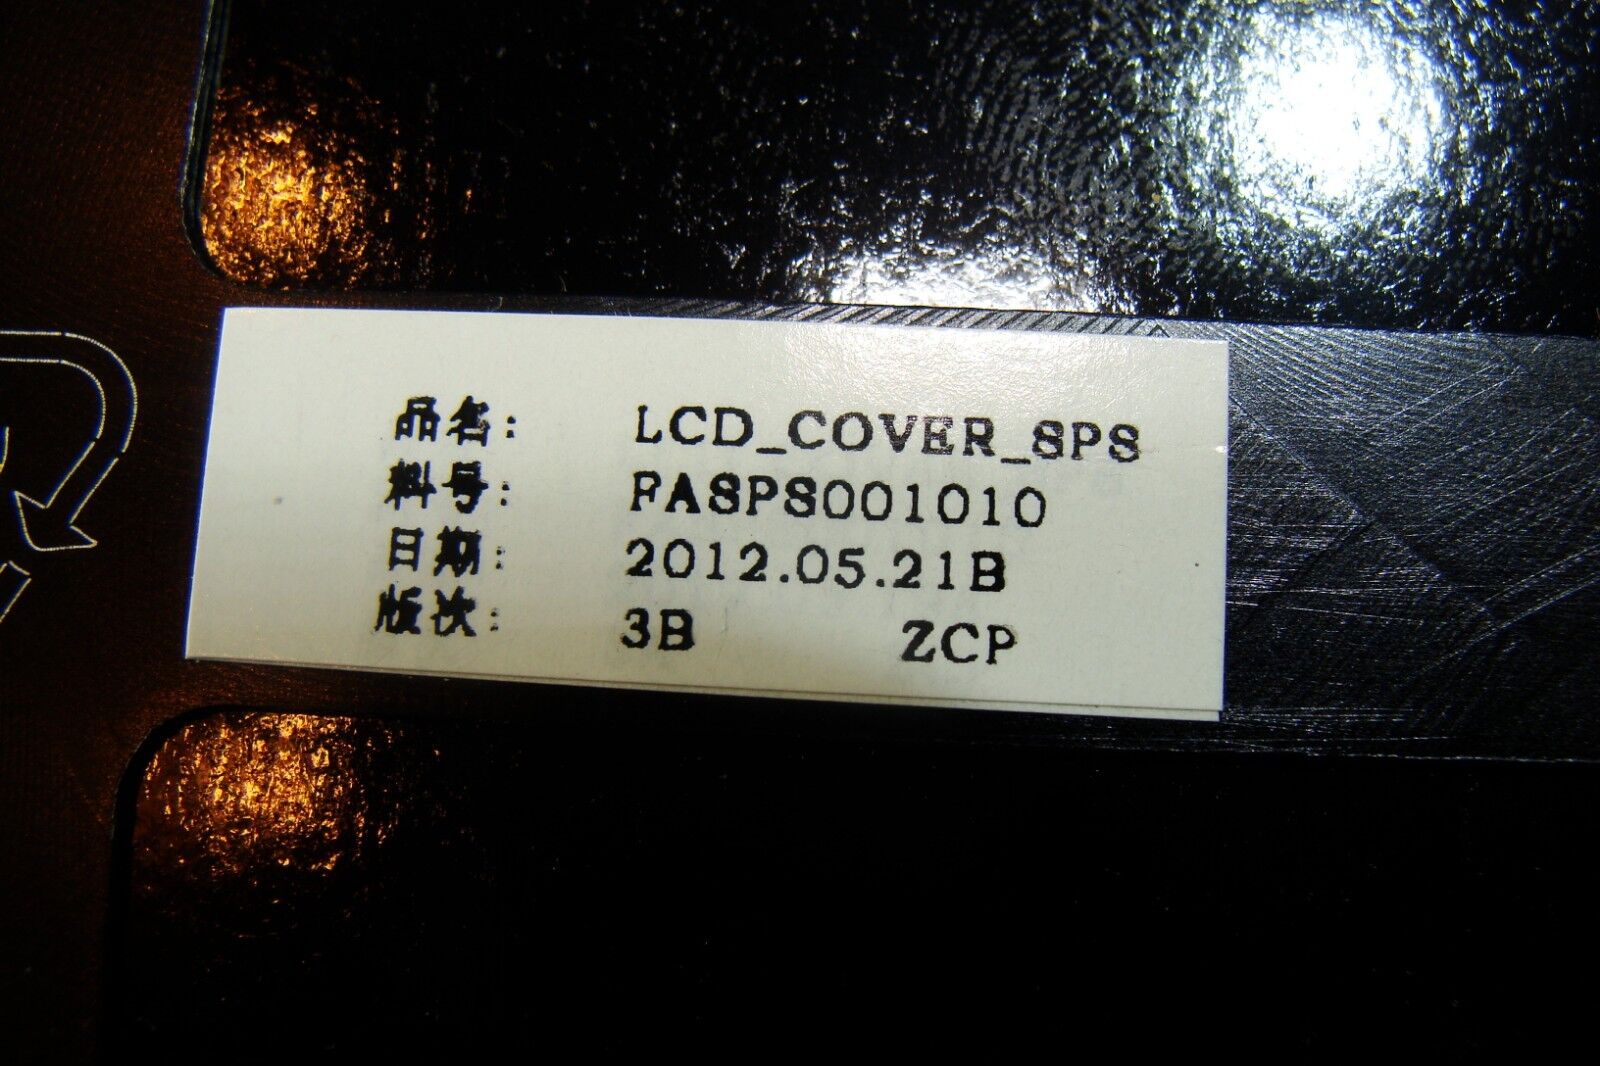 品名: LCD_COVER_SPS
料号: FASPS001010
日期: 2012.05.21B
版次: 3B ZCP